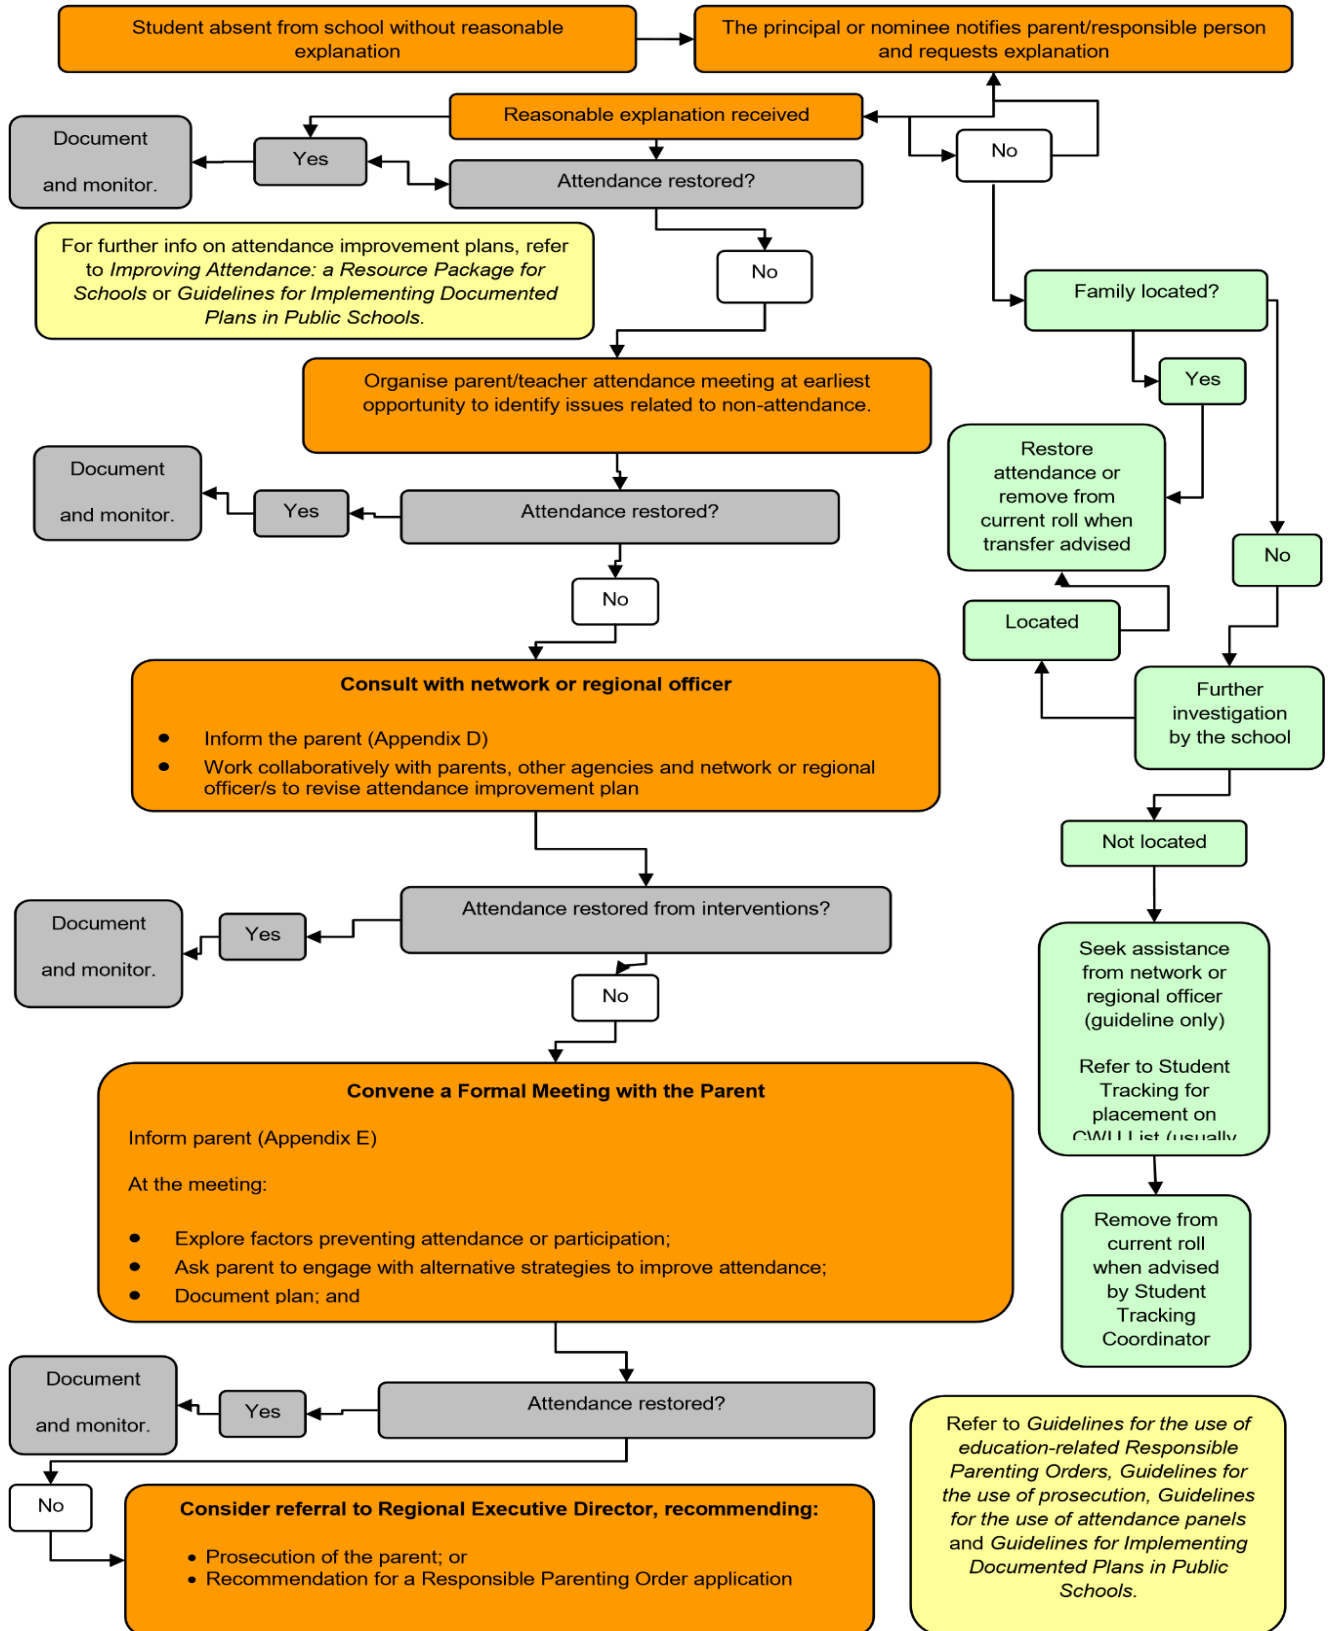 Student absent from school without reasonable
explanation
The principal or nominee notifies parent/responsible person
and requests explanation
Reasonable explanation received
Document
and monitor.
Yes
No
Attendance restored?
For further info on attendance improvement plans, refer
to Improving Attendance: a Resource Package for
Schools or Guidelines for Implementing Documented
Plans in Public Schools.
No
Family located?
Organise parent/teacher attendance meeting at earliest
opportunity to identify issues related to non-attendance.
Yes
Restore
attendance or
remove from
current roll when
transfer advised
Document
and monitor.
Yes
Attendance restored?
No
No
Located
Consult with network or regional officer
• Inform the parent (Appendix D)
• Work collaboratively with parents, other agencies and network or regional
officer/s to revise attendance improvement plan
Further
investigation
by the school
Not located
Attendance restored from interventions?
Document
and monitor.
Yes
No
Seek assistance
from network or
regional officer
(guideline only)
Refer to Student
Tracking for
placement on
CWU List (usually
Convene a Formal Meeting with the Parent
Inform parent (Appendix E)
At the meeting:
• Explore factors preventing attendance or participation;
• Ask parent to engage with alternative strategies to improve attendance;
• Document plan; and
Remove from
current roll
when advised
by Student
Tracking
Coordinator
Document
and monitor.
Yes
Attendance restored?
No
Consider referral to Regional Executive Director, recommending:
• Prosecution of the parent; or
• Recommendation for a Responsible Parenting Order application
Refer to Guidelines for the use of
education-related Responsible
Parenting Orders, Guidelines for
the use of prosecution, Guidelines
for the use of attendance panels
and Guidelines for Implementing
Documented Plans in Public
Schools.